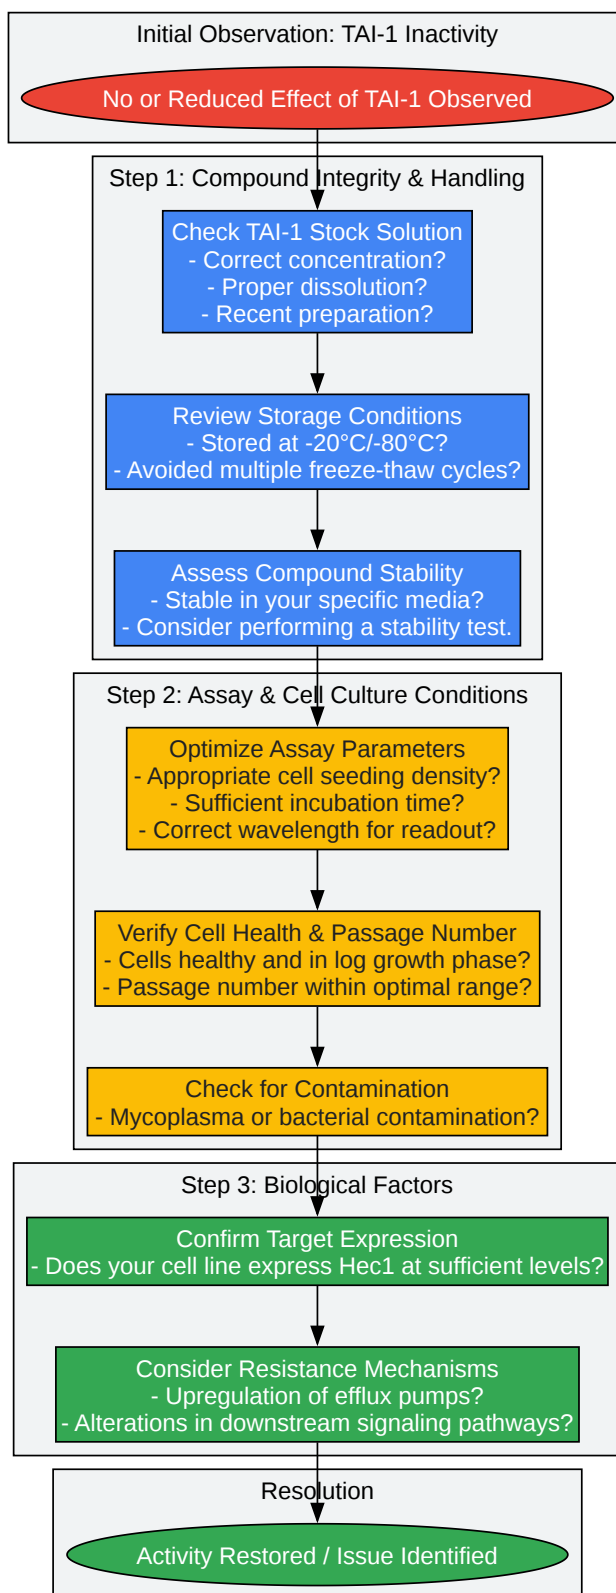 Initial Observation: TAI-1 Inactivity
No or Reduced Effect of TAI-1 Observed
Step 1: Compound Integrity & Handling
Check TAI-1 Stock Solution
- Correct concentration?
- Proper dissolution?
- Recent preparation?
Review Storage Conditions
- Stored at -20°C/-80°C?
- Avoided multiple freeze-thaw cycles?
Assess Compound Stability
- Stable in your specific media?
- Consider performing a stability test.
Step 2: Assay & Cell Culture Conditions
Optimize Assay Parameters
- Appropriate cell seeding density?
- Sufficient incubation time?
- Correct wavelength for readout?
Verify Cell Health & Passage Number
- Cells healthy and in log growth phase?
- Passage number within optimal range?
Check for Contamination
- Mycoplasma or bacterial contamination?
Step 3: Biological Factors
Confirm Target Expression
- Does your cell line express Hec1 at sufficient levels?
Consider Resistance Mechanisms
- Upregulation of efflux pumps?
- Alterations in downstream signaling pathways?
Resolution
Activity Restored / Issue Identified